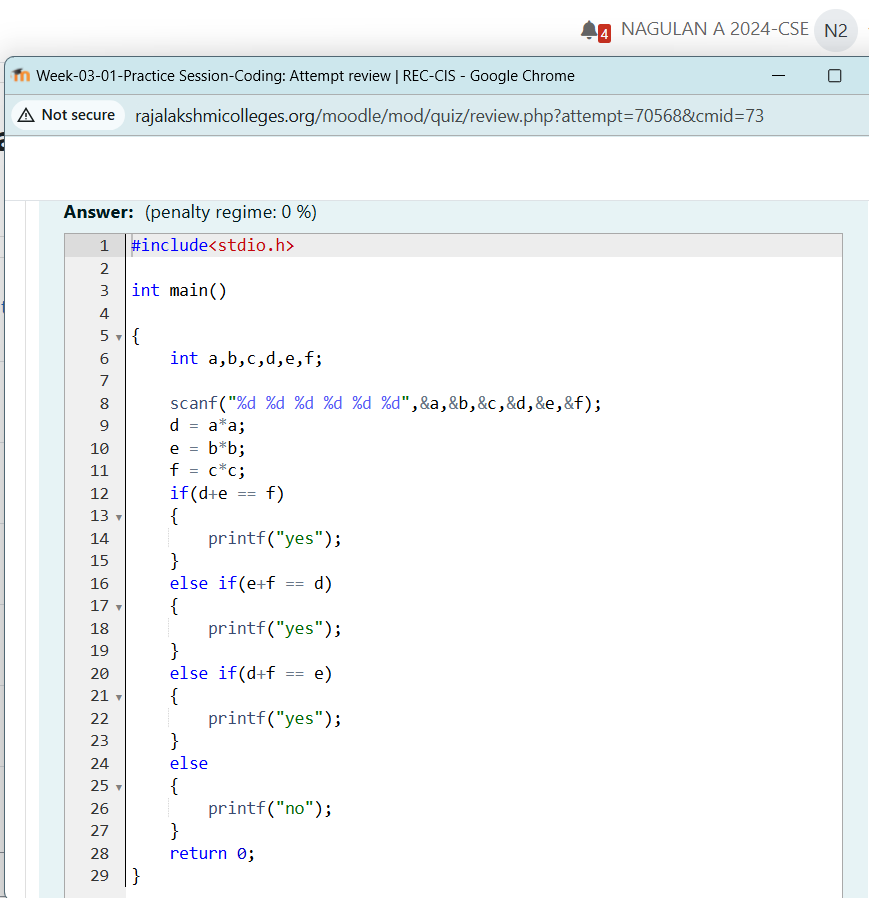 4 NAGULAN A 2024-CSE N2
Week-03-01-Practice Session-Coding: Attempt review | REC-CIS - Google Chrome
Not secure rajalakshmicolleges.org/moodle/mod/quiz/review.php?attempt=70568&cmid=73
Answer: (penalty regime: 0 %)
1 #include<stdio.h>
2
3 int main()
4
5 {
6     int a,b,c,d,e,f;
7
8     scanf("%d %d %d %d %d %d",&a,&b,&c,&d,&e,&f);
9     d = a*a;
10     e = b*b;
11     f = c*c;
12     if(d+e == f)
13     {
14         printf("yes");
15     }
16     else if(e+f == d)
17     {
18         printf("yes");
19     }
20     else if(d+f == e)
21     {
22         printf("yes");
23     }
24     else
25     {
26         printf("no");
27     }
28     return 0;
29 }